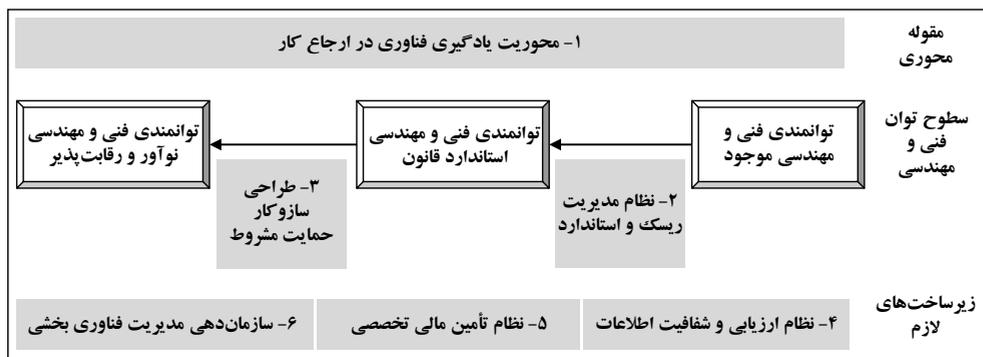 مقوله
محوری
۱- محوریت یادگیری فناوری در ارجاع کار
سطوح توان
فنی و
مهندسی
توانمندی فنی و
مهندسی موجود
توانمندی فنی و مهندسی
استاندارد قانون
توانمندی فنی و مهندسی
نوآور و رقابت‌پذیر
۲- نظام مدیریت
ریسک و استاندارد
۳- طراحی
سازوکار
حمایت مشروط
زیرساخت‌های
لازم
۴- نظام ارزیابی و شفافیت اطلاعات
۵- نظام تأمین مالی تخصصی
۶- سازمان‌دهی مدیریت فناوری بخشی